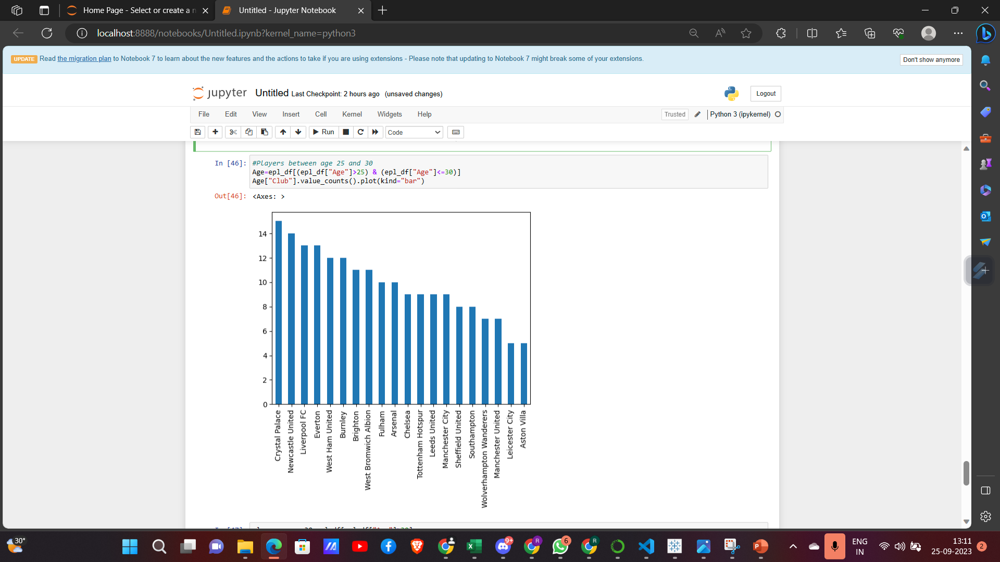 Home Page - Select or create a n
Untitled - Jupyter Notebook
localhost:8888/notebooks/Untitled.ipynb?kernel_name=python3
UPDATE Read the migration plan to Notebook 7 to learn about the new features and the actions to take if you are using extensions - Please note that updating to Notebook 7 might break some of your extensions.
Don't show anymore
jupyter Untitled Last Checkpoint: 2 hours ago (unsaved changes)
Logout
File Edit View Insert Cell Kernel Widgets Help
Trusted Python 3 (ipykernel)
Run Code
In [46]: #Players between age 25 and 30
Age=epl_df[(epl_df["Age"]>25) & (epl_df["Age"]<=30)]
Age["Club"].value_counts().plot(kind="bar")
Out[46]: <Axes: >
14
12
10
8
6
4
2
0
Crystal Palace
Newcastle United
Liverpool FC
Everton
West Ham United
Burnley
Brighton
West Bromwich Albion
Fulham
Arsenal
Chelsea
Tottenham Hotspur
Leeds United
Manchester City
Sheffield United
Southampton
Wolverhampton Wanderers
Manchester United
Leicester City
Aston Villa
30°
9+
R
6
R
ENG
IN
13:11
25-09-2023
2